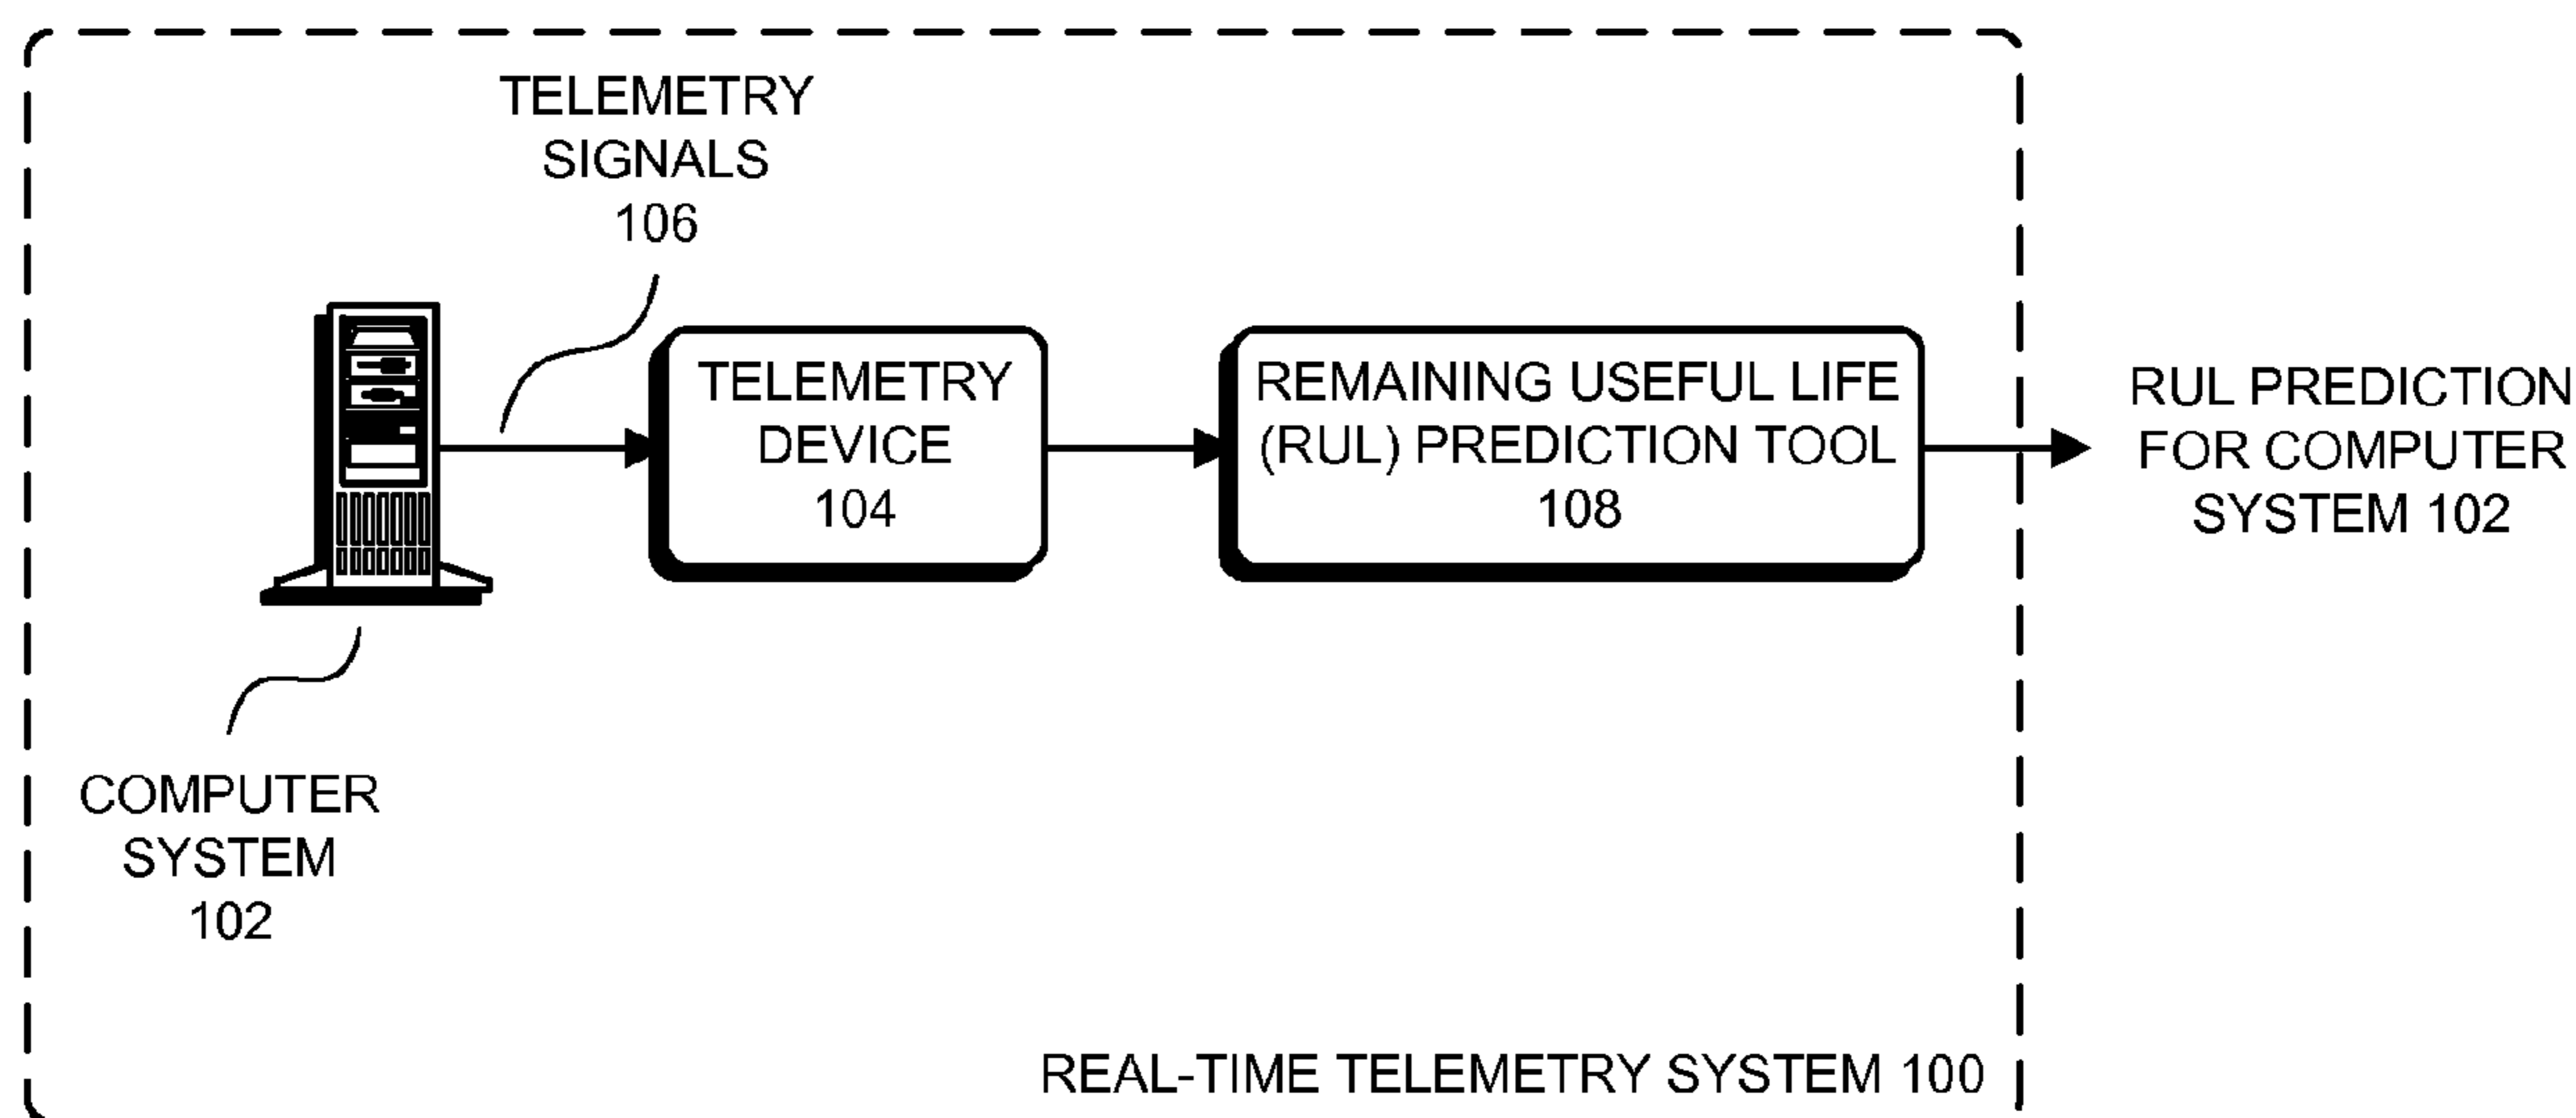 TELEMETRY
SIGNALS
106
TELEMETRY
DEVICE
104
REMAINING USEFUL LIFE
(RUL) PREDICTION TOOL
108
RUL PREDICTION
FOR COMPUTER
SYSTEM 102
COMPUTER
SYSTEM
102
REAL-TIME TELEMETRY SYSTEM 100